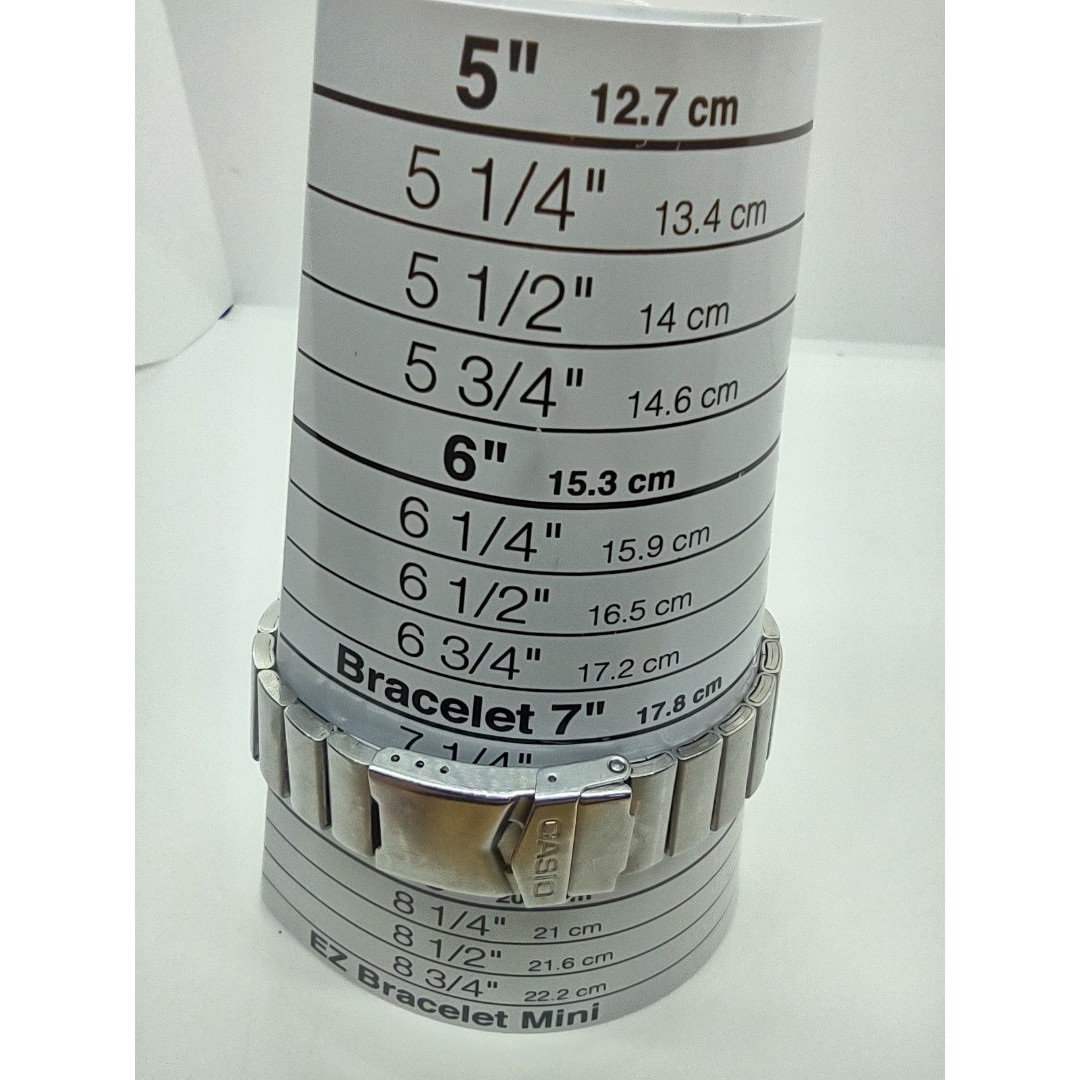 5" 12.7 cm
5 1/4" 13.4 cm
5 1/2" 14 cm
5 3/4" 14.6 cm
6" 15.3 cm
6 1/4" 15.9 cm
6 1/2" 16.5 cm
6 3/4" 17.2 cm
Bracelet 7" 17.8 cm
7 1/4"
CASIO
8 1/4" 21 cm
8 1/2" 21.6 cm
8 3/4" 22.2 cm
EZ Bracelet Mini